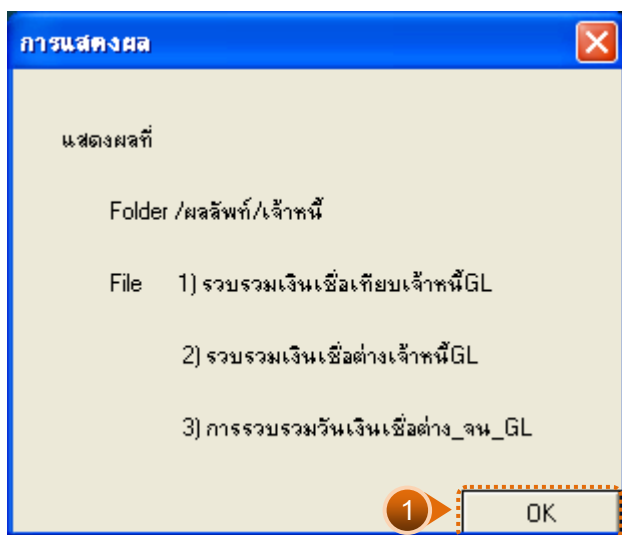 การแสดงผล
แสดงผลที่
Folder /ผลลัพท์/เจ้าหนี้
File 1) รวบรวมเงินเชื่อเทียบเจ้าหนี้GL
2) รวบรวมเงินเชื่อต่างเจ้าหนี้GL
3) การรวบรวมวันเงินเชื่อต่าง_จน_GL
1 OK